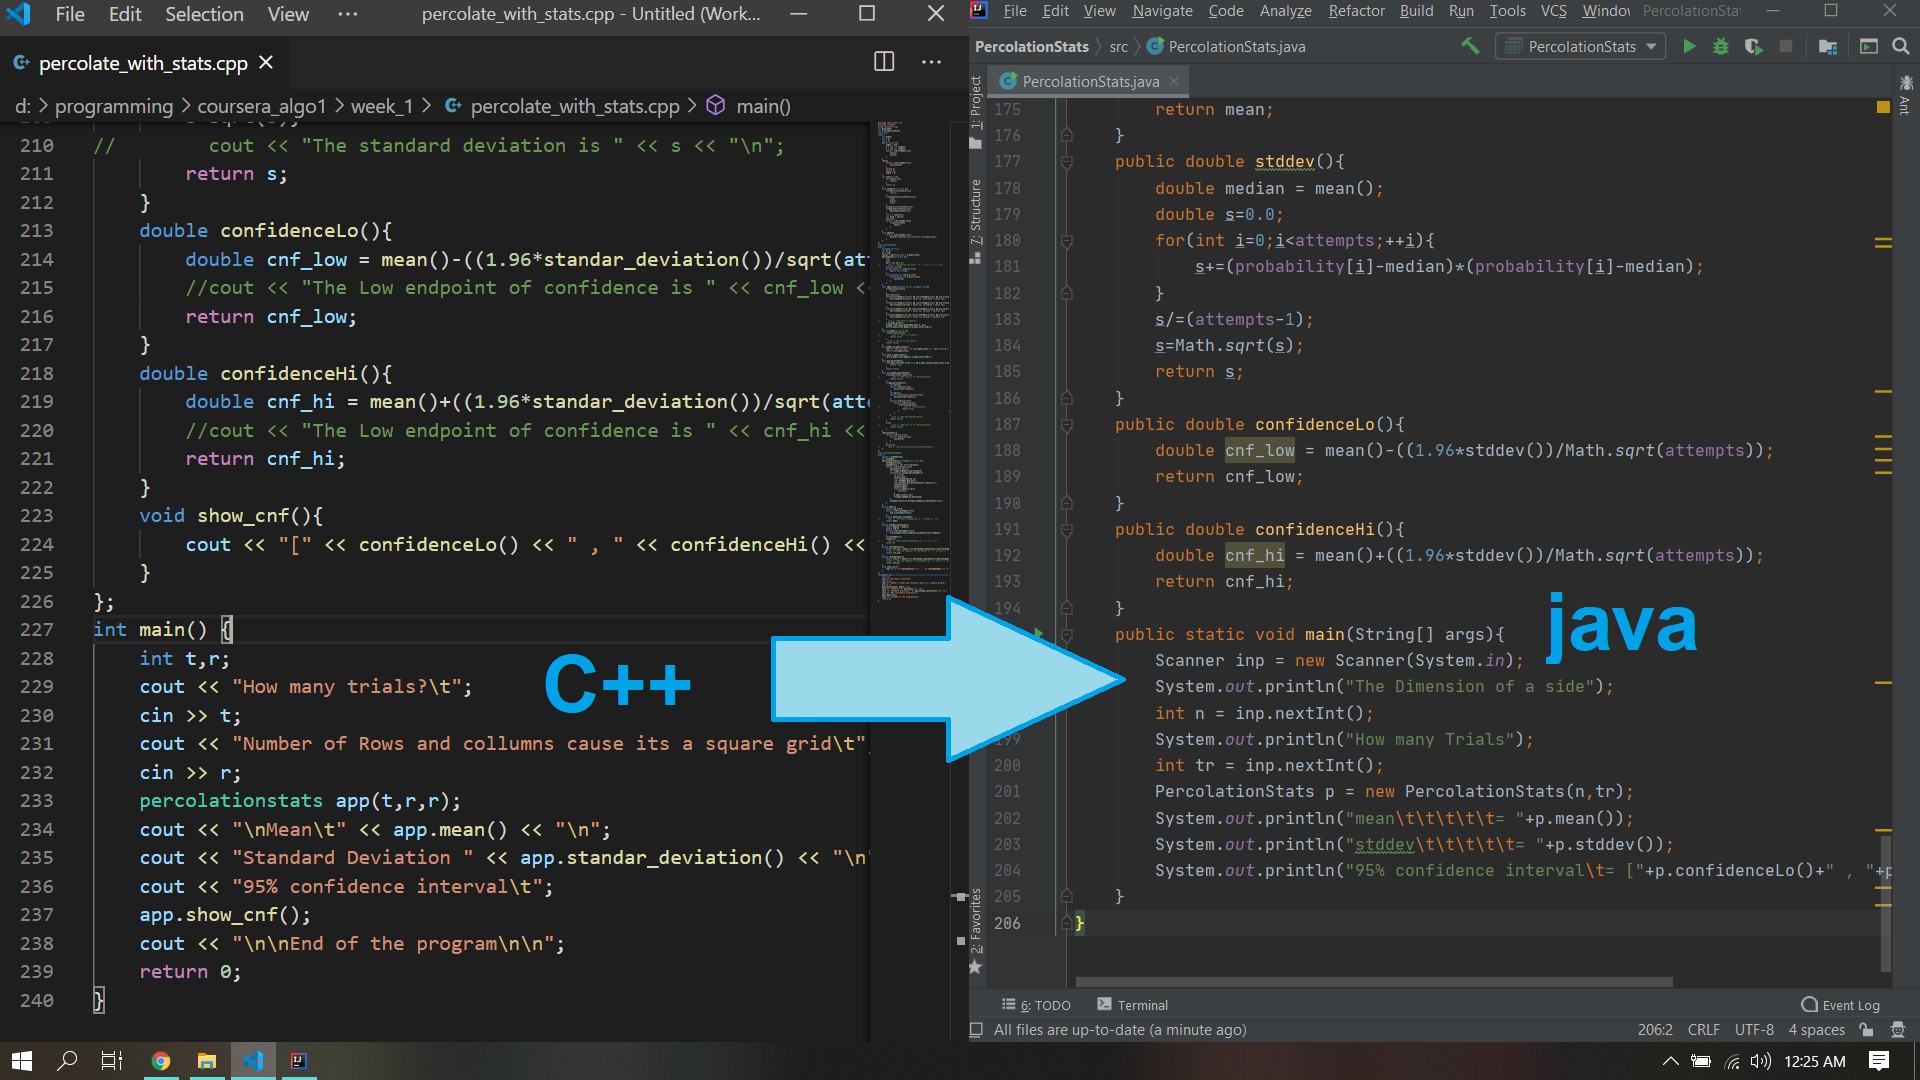 File Edit Selection View ··· percolate_with_stats.cpp - Untitled (Work...
percolate_with_stats.cpp
d: > programming > coursera_algo1 > week_1 > percolate_with_stats.cpp > main()
210 // cout << "The standard deviation is " << s << "\n";
211 return s;
212 }
213 double confidenceLo(){
214 double cnf_low = mean()-((1.96*standar_deviation())/sqrt(att
215 //cout << "The Low endpoint of confidence is " << cnf_low <<
216 return cnf_low;
217 }
218 double confidenceHi(){
219 double cnf_hi = mean()+((1.96*standar_deviation())/sqrt(atte
220 //cout << "The Low endpoint of confidence is " << cnf_hi <<
221 return cnf_hi;
222 }
223 void show_cnf(){
224 cout << "[" << confidenceLo() << " , " << confidenceHi() <<
225 }
226 };
227 int main() {
228 int t,r;
229 cout << "How many trials?\t";
230 cin >> t;
231 cout << "Number of Rows and collumns cause its a square grid\t"
232 cin >> r;
233 percolationstats app(t,r,r);
234 cout << "\nMean\t" << app.mean() << "\n";
235 cout << "Standard Deviation " << app.standar_deviation() << "\n"
236 cout << "95% confidence interval\t";
237 app.show_cnf();
238 cout << "\n\nEnd of the program\n\n";
239 return 0;
240 }
C++
File Edit View Navigate Code Analyze Refactor Build Run Tools VCS Window PercolationStat
PercolationStats > src > PercolationStats.java
PercolationStats
PercolationStats.java
1: Project
7: Structure
2: Favorites
Ant
175 return mean;
176 }
177 public double stddev(){
178 double median = mean();
179 double s=0.0;
180 for(int i=0;i<attempts;++i){
181 s+=(probability[i]-median)*(probability[i]-median);
182 }
183 s/=(attempts-1);
184 s=Math.sqrt(s);
185 return s;
186 }
187 public double confidenceLo(){
188 double cnf_low = mean()-((1.96*stddev())/Math.sqrt(attempts));
189 return cnf_low;
190 }
191 public double confidenceHi(){
192 double cnf_hi = mean()+((1.96*stddev())/Math.sqrt(attempts));
193 return cnf_hi;
194 }
public static void main(String[] args){
Scanner inp = new Scanner(System.in);
System.out.println("The Dimension of a side");
int n = inp.nextInt();
199 System.out.println("How many Trials");
200 int tr = inp.nextInt();
201 PercolationStats p = new PercolationStats(n,tr);
202 System.out.println("mean\t\t\t\t\t= "+p.mean());
203 System.out.println("stddev\t\t\t\t\t= "+p.stddev());
204 System.out.println("95% confidence interval\t= ["+p.confidenceLo()+" , "+p
205 }
206 }
java
6: TODO Terminal Event Log
All files are up-to-date (a minute ago) 206:2 CRLF UTF-8 4 spaces
12:25 AM